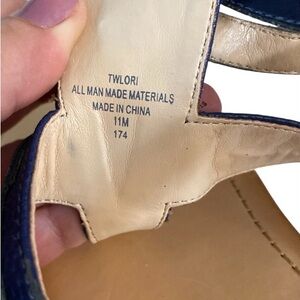 TWLORI
ALL MAN MADE MATERIALS
MADE IN CHINA
11M
174